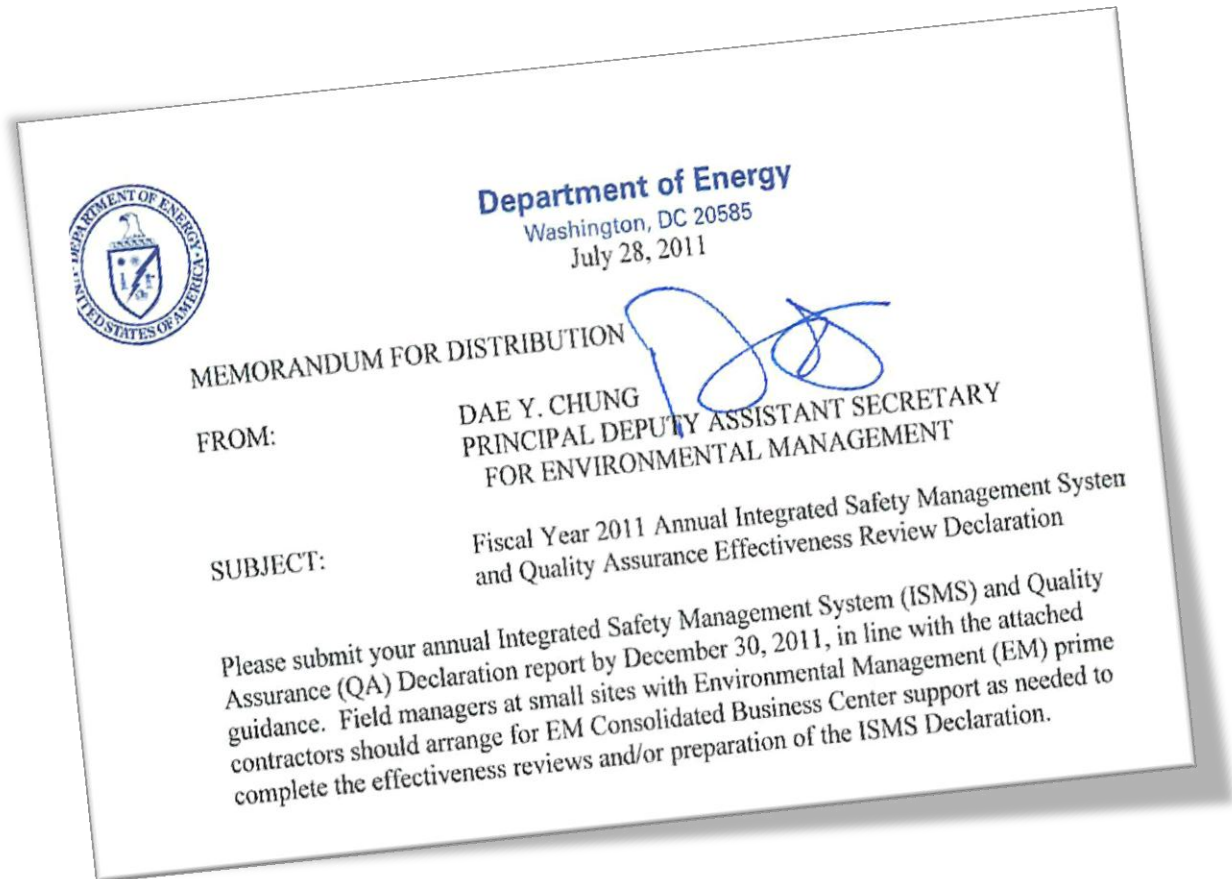 DEPARTMENT OF ENERGY
UNITED STATES OF AMERICA
Department of Energy
Washington, DC 20585
July 28, 2011
MEMORANDUM FOR DISTRIBUTION
FROM: DAE Y. CHUNG
PRINCIPAL DEPUTY ASSISTANT SECRETARY
FOR ENVIRONMENTAL MANAGEMENT
SUBJECT: Fiscal Year 2011 Annual Integrated Safety Management System
and Quality Assurance Effectiveness Review Declaration
Please submit your annual Integrated Safety Management System (ISMS) and Quality
Assurance (QA) Declaration report by December 30, 2011, in line with the attached
guidance. Field managers at small sites with Environmental Management (EM) prime
contractors should arrange for EM Consolidated Business Center support as needed to
complete the effectiveness reviews and/or preparation of the ISMS Declaration.